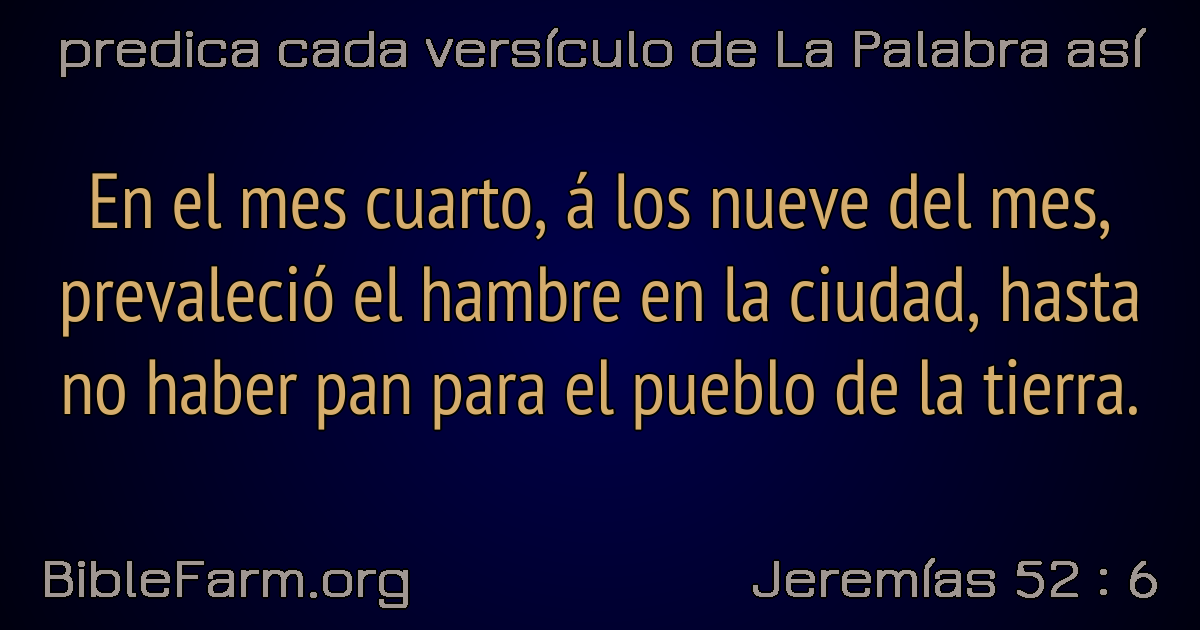 predica cada versículo de La Palabra así
En el mes cuarto, á los nueve del mes,
prevaleció el hambre en la ciudad, hasta
no haber pan para el pueblo de la tierra.
BibleFarm.org
Jeremías 52 : 6